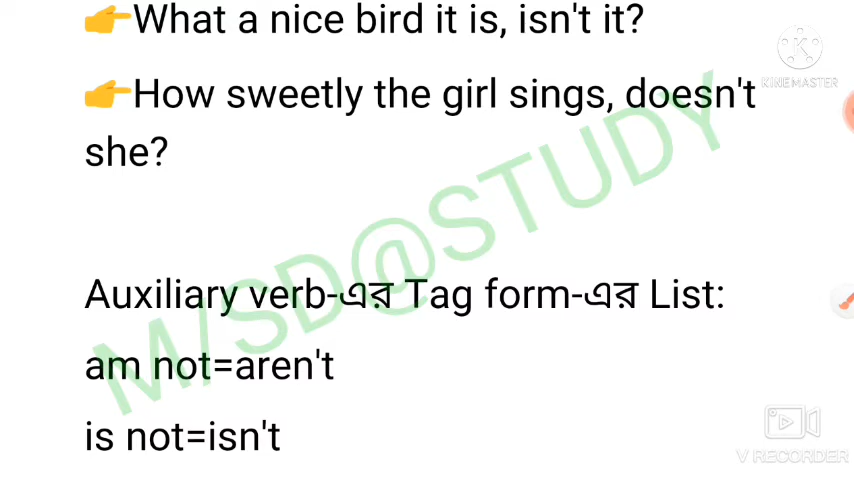 👉What a nice bird it is, isn't it?
👉How sweetly the girl sings, doesn't
she?
Auxiliary verb-এর Tag form-এর List:
am not=aren't
is not=isn't
M/SD@STUDY
KINEMASTER
V RECORDER